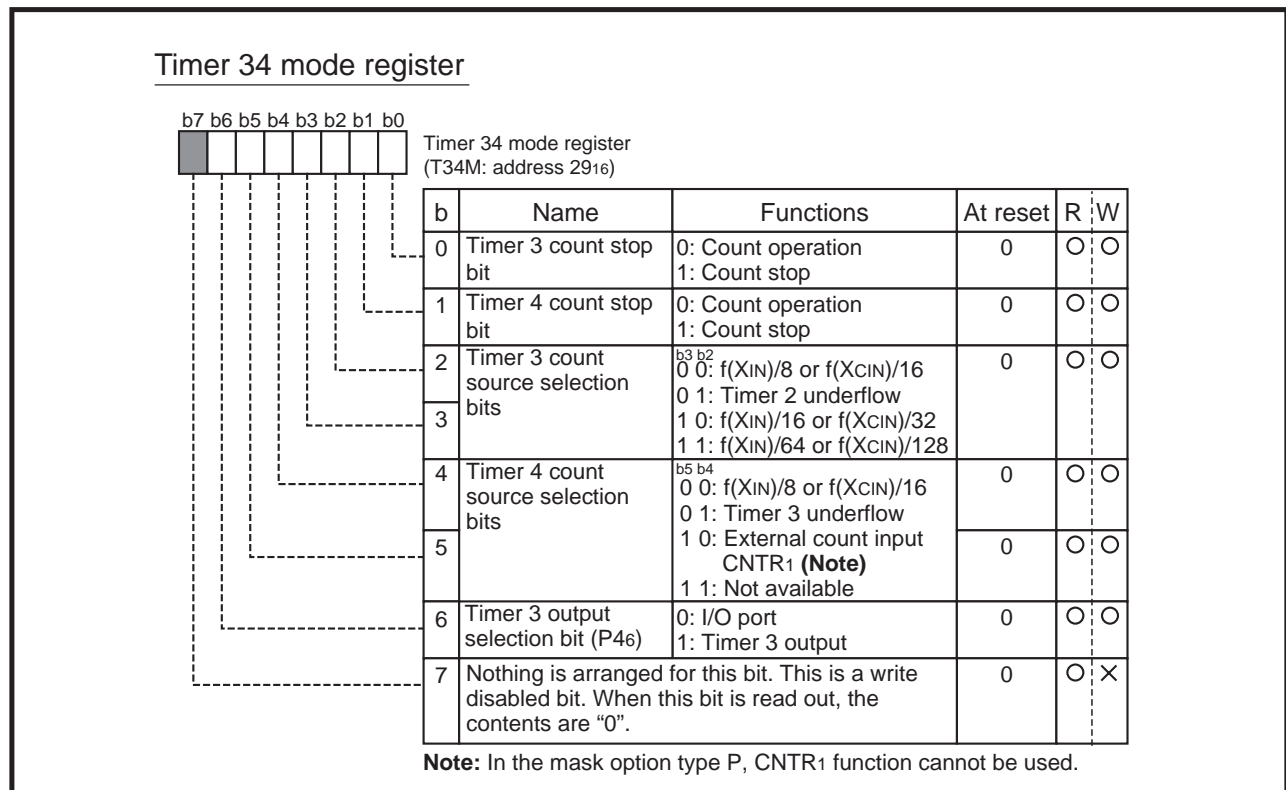 Timer 34 mode register
b7 b6 b5 b4 b3 b2 b1 b0
Timer 34 mode register
(T34M: address 2916)
b Name Functions At reset R W
0 Timer 3 count stop bit 0: Count operation 0 O O
1: Count stop
1 Timer 4 count stop bit 0: Count operation 0 O O
1: Count stop
2 Timer 3 count source selection bits b3 b2 0 O O
0 0: f(XIN)/8 or f(XCIN)/16
0 1: Timer 2 underflow
3 1 0: f(XIN)/16 or f(XCIN)/32
1 1: f(XIN)/64 or f(XCIN)/128
4 Timer 4 count source selection bits b5 b4 0 O O
0 0: f(XIN)/8 or f(XCIN)/16
0 1: Timer 3 underflow
5 1 0: External count input 0 O O
CNTR1 (Note)
1 1: Not available
6 Timer 3 output selection bit (P46) 0: I/O port 0 O O
1: Timer 3 output
7 Nothing is arranged for this bit. This is a write 0 O ×
disabled bit. When this bit is read out, the
contents are “0”.
Note: In the mask option type P, CNTR1 function cannot be used.